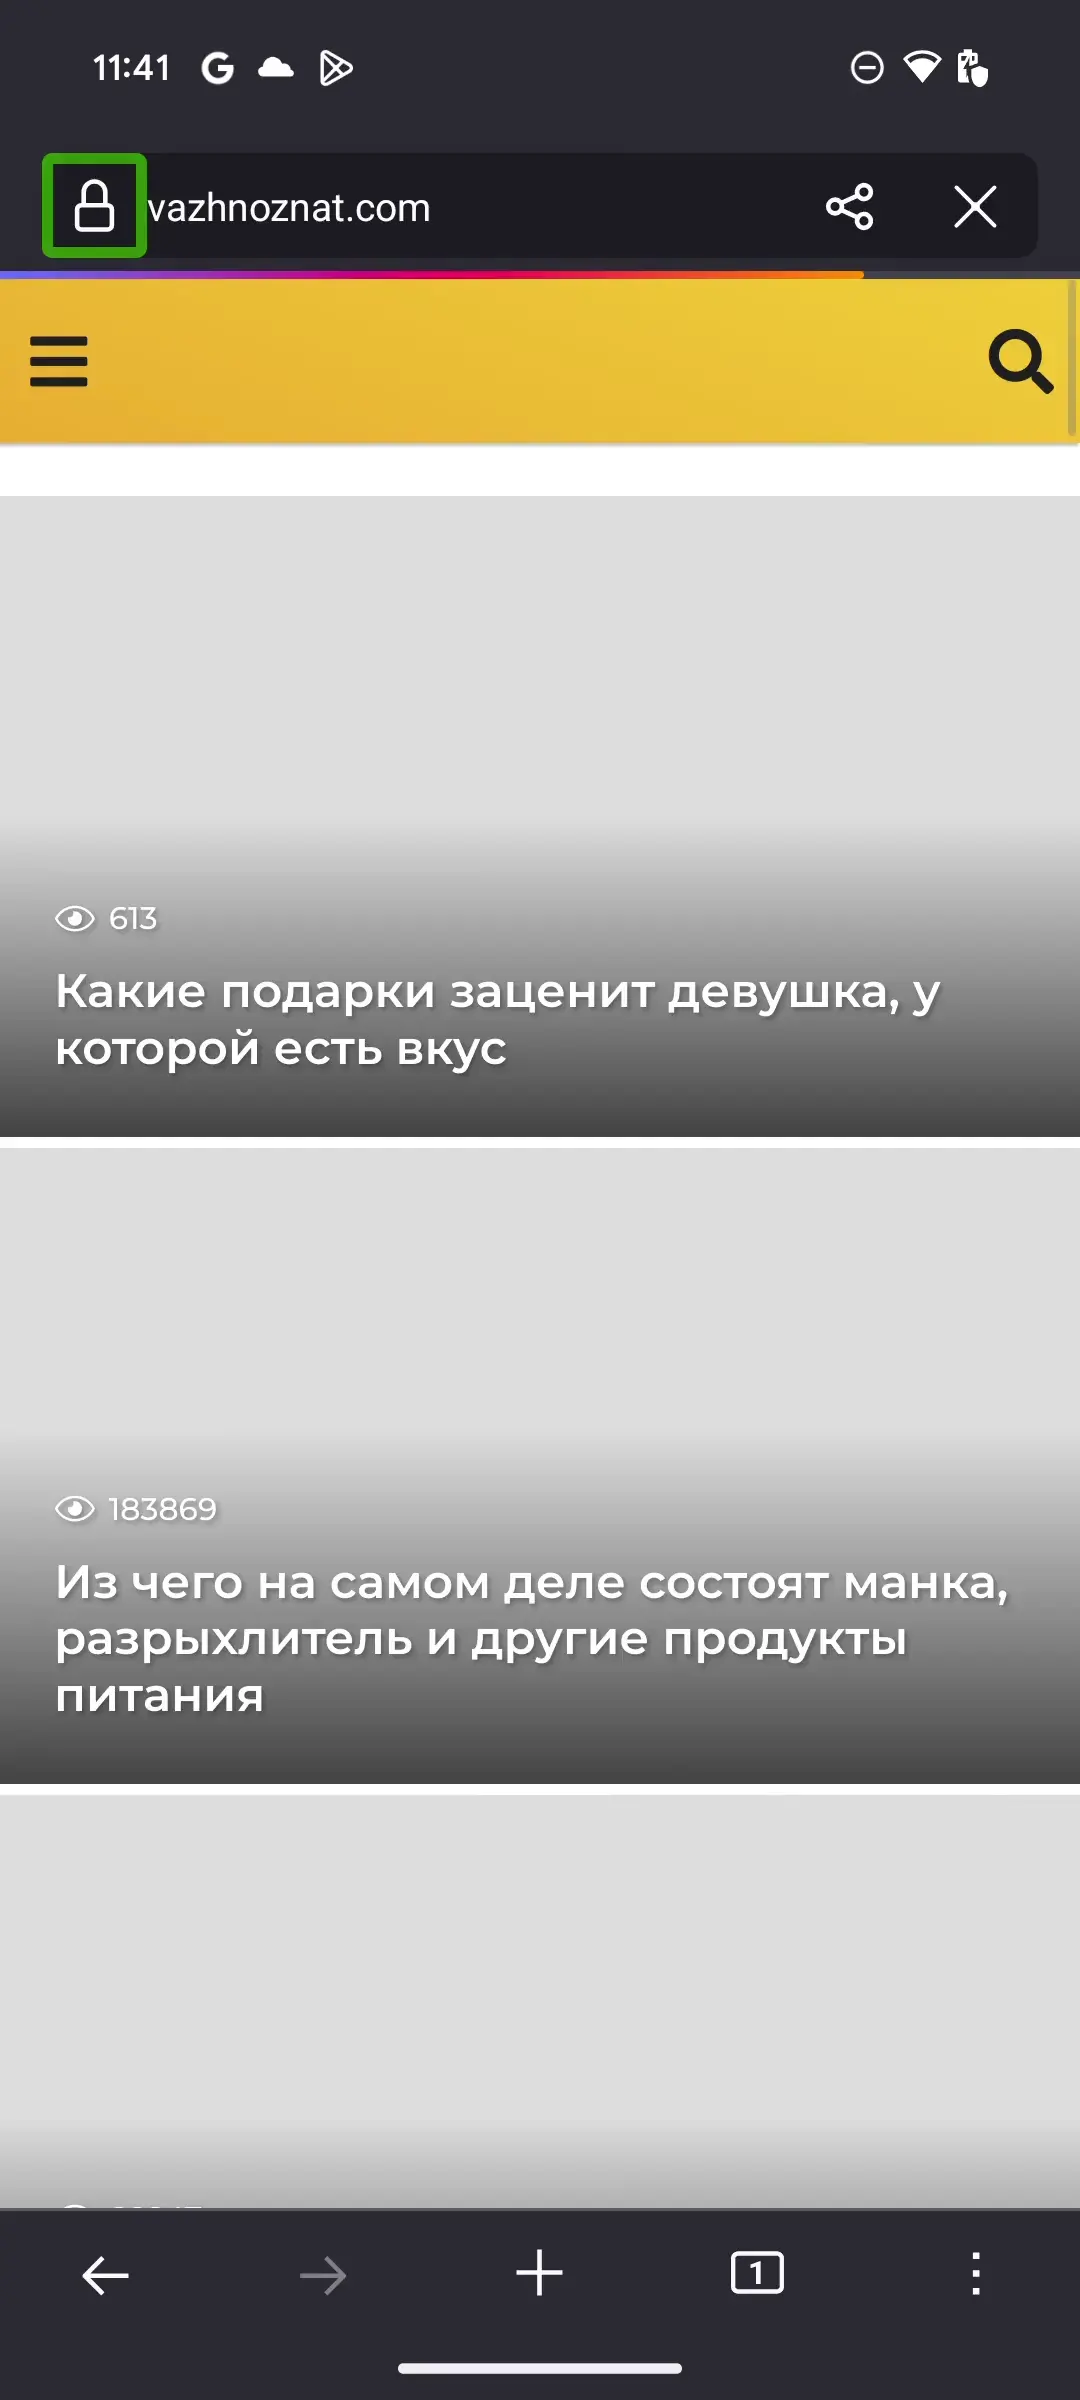 11:41
vazhnoznat.com
613
Какие подарки заценит девушка, у
которой есть вкус
183869
Из чего на самом деле состоят манка,
разрыхлитель и другие продукты
питания
1